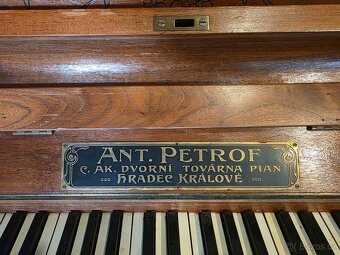 ANT. PETROF
C. AK. DVORNÍ TOVÁRNA PIAN
HRADEC KRÁLOVÉ